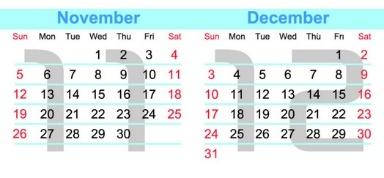 November
Sun Mon Tue Wed Thu Fri Sat
1 2 3 4
5 6 7 8 9 10 11
12 13 14 15 16 17 18
19 20 21 22 23 24 25
26 27 28 29 30
11
December
Sun Mon Tue Wed Thu Fri Sat
1 2
3 4 5 6 7 8 9
10 11 12 13 14 15 16
17 18 19 20 21 22 23
24 25 26 27 28 29 30
31
12